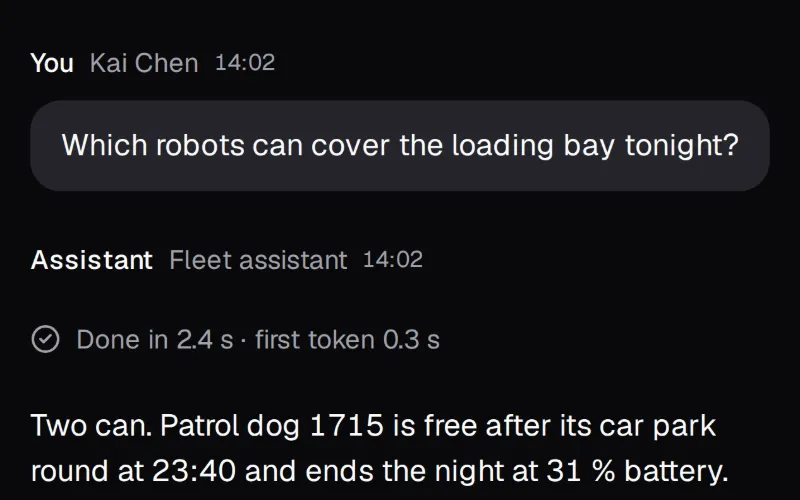 You Kai Chen 14:02
Which robots can cover the loading bay tonight?
Assistant Fleet assistant 14:02
Done in 2.4 s · first token 0.3 s
Two can. Patrol dog 1715 is free after its car park
round at 23:40 and ends the night at 31 % battery.